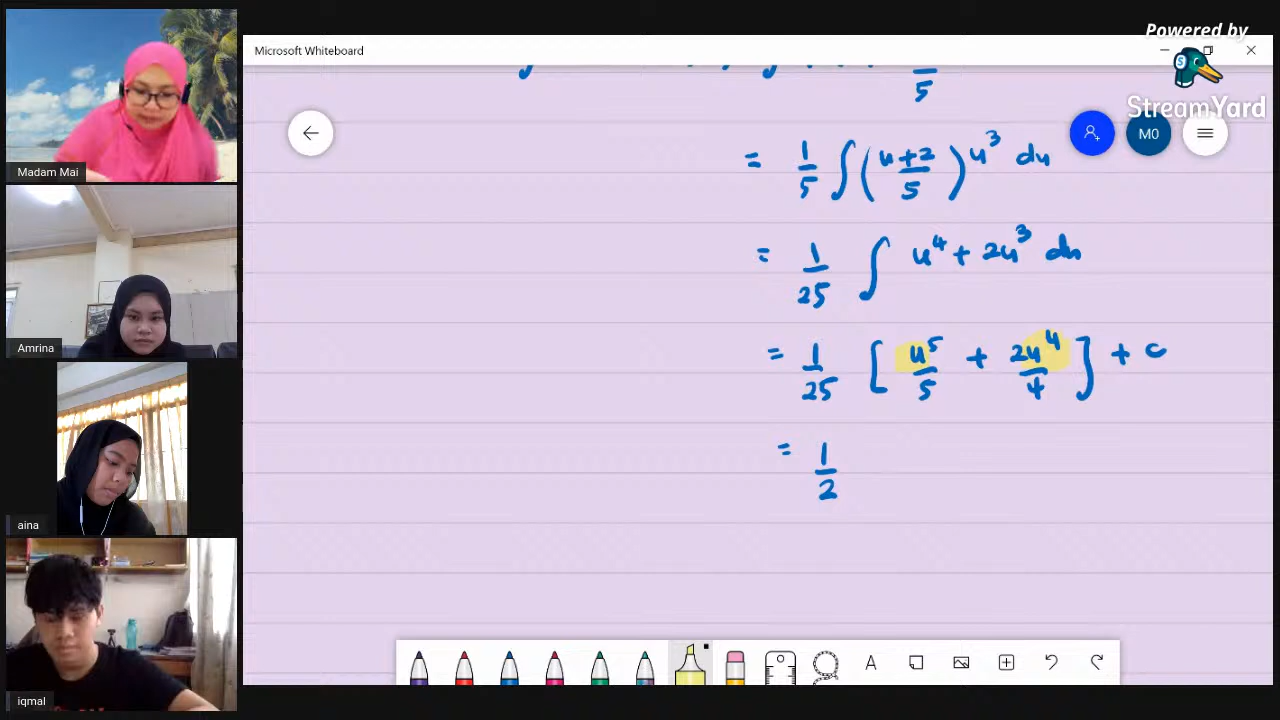 Powered by
StreamYard
Microsoft Whiteboard
M0
5
= 1/5 ∫ ((u+2)/5) u³ du
= 1/25 ∫ u⁴ + 2u³ du
= 1/25 [ u⁵/5 + 2u⁴/4 ] + c
= 1/2
Madam Mai
Amrina
aina
iqmal
A